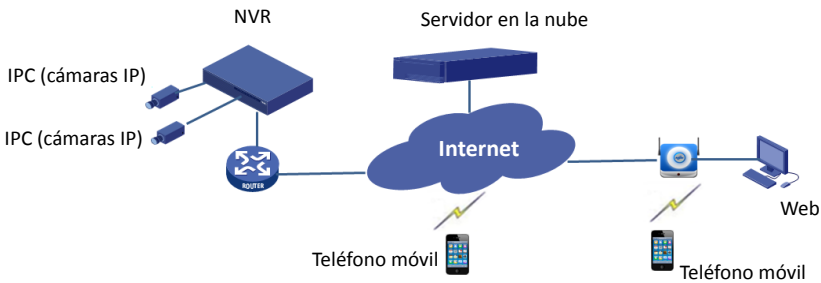 NVR
Servidor en la nube
IPC (cámaras IP)
IPC (cámaras IP)
Internet
ROUTER
Web
Teléfono móvil
Teléfono móvil